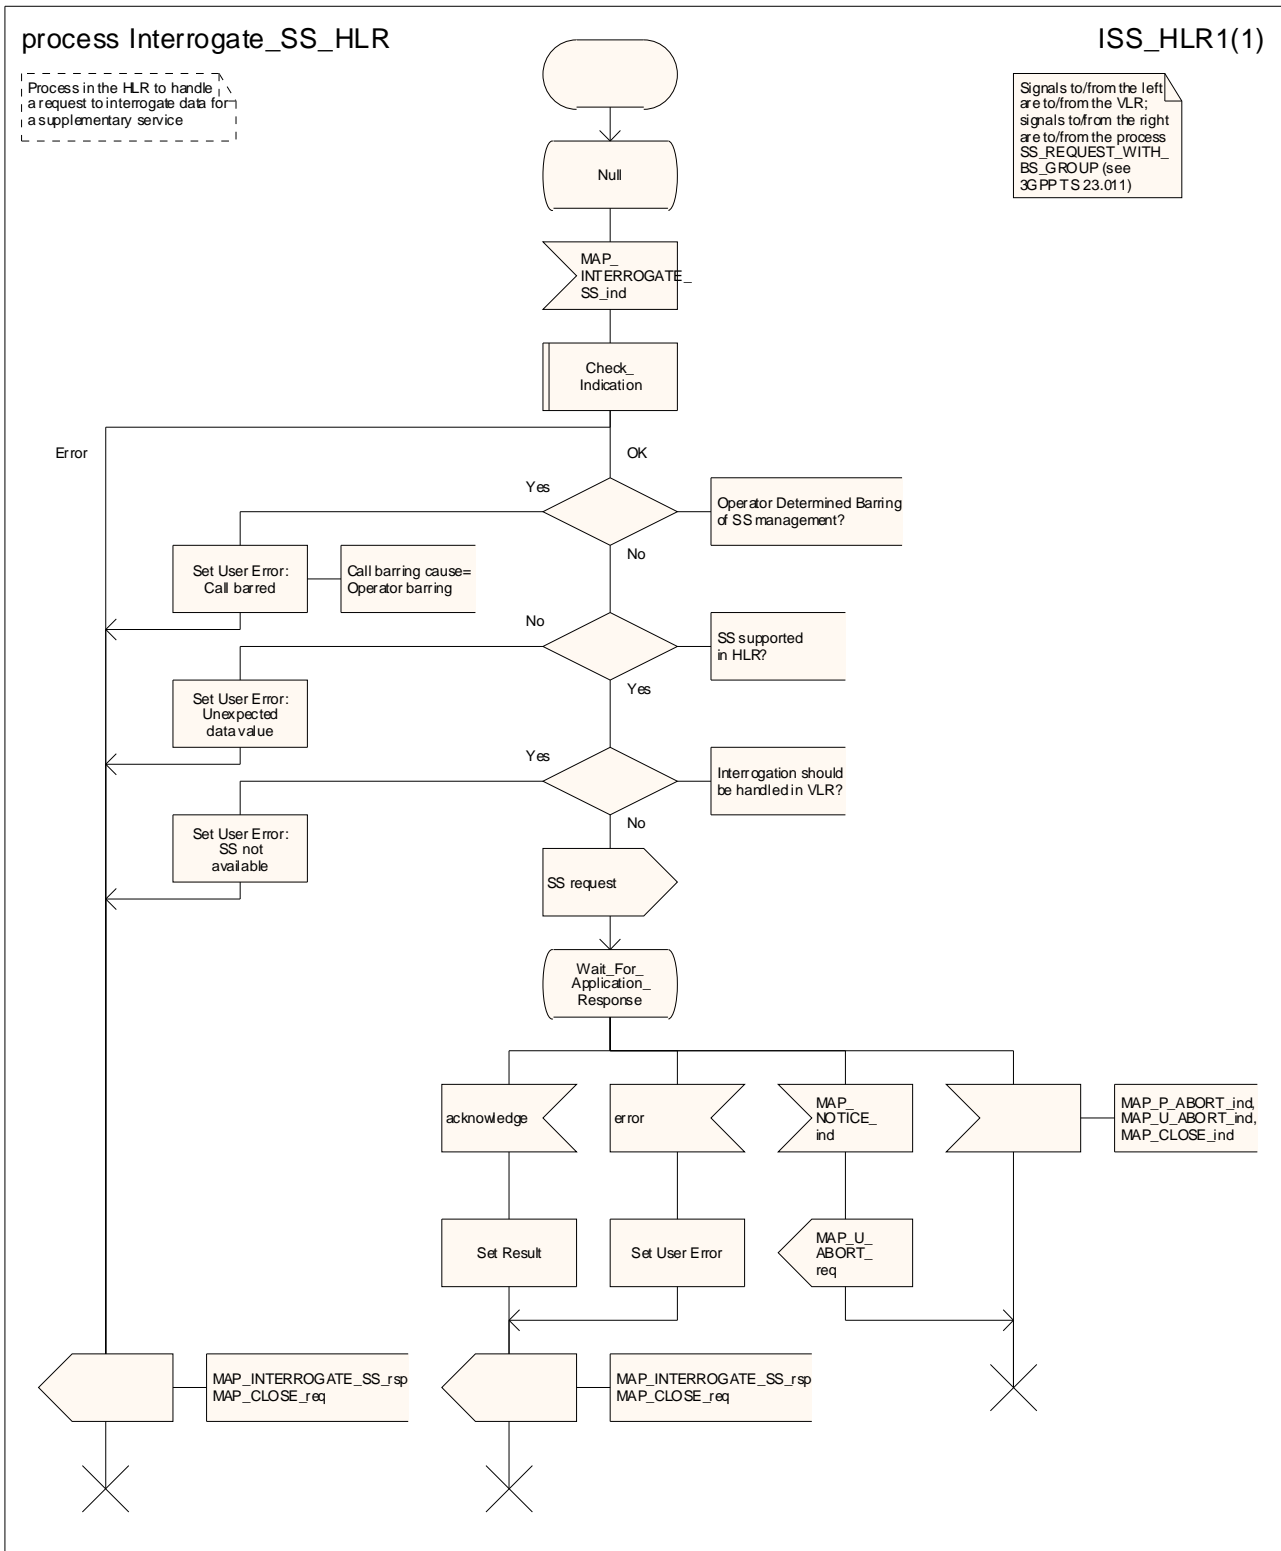 process Interrogate_SS_HLR
ISS_HLR1(1)
Process in the HLR to handle
a request to interrogate data for
a supplementary service
Signals to/from the left
are to/from the VLR;
signals to/from the right
are to/from the process
SS_REQUEST_WITH_
BS_GROUP (see
3GPP TS 23.011)
Null
MAP_
INTERROGATE_
SS_ind
Check_
Indication
Error
OK
Yes
Operator Determined Barring
of SS management?
No
Set User Error:
Call barred
Call barring cause=
Operator barring
No
SS supported
in HLR?
Yes
Set User Error:
Unexpected
data value
Yes
Interrogation should
be handled in VLR?
No
Set User Error:
SS not
available
SS request
Wait_For_
Application_
Response
acknowledge
error
MAP_
NOTICE_
ind
MAP_P_ABORT_ind,
MAP_U_ABORT_ind,
MAP_CLOSE_ind
Set Result
Set User Error
MAP_U_
ABORT_
req
MAP_INTERROGATE_SS_rsp
MAP_CLOSE_req
MAP_INTERROGATE_SS_rsp
MAP_CLOSE_req